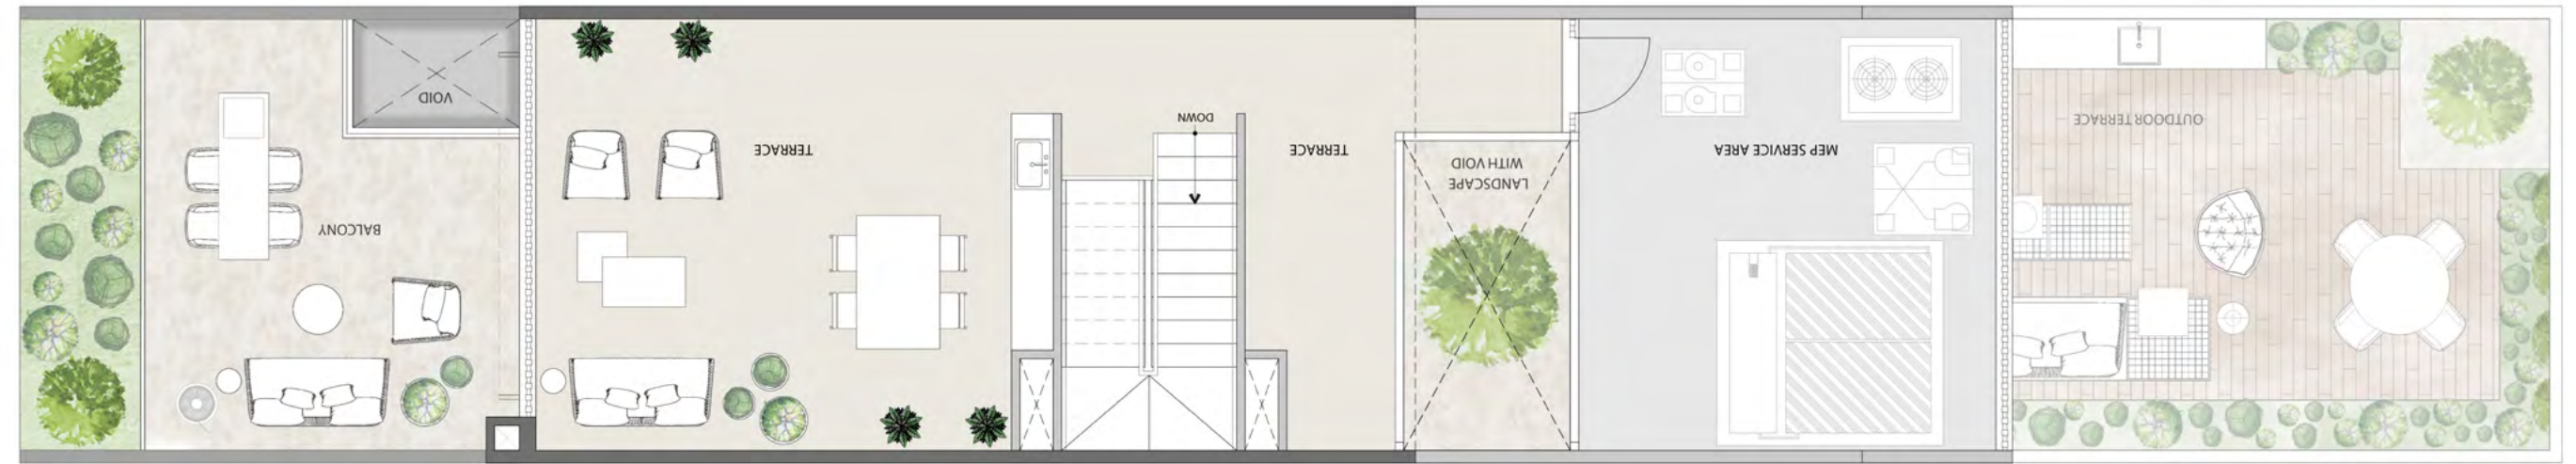 VOID
BALCONY
TERRACE
DOWN
TERRACE
LANDSCAPE
WITH VOID
MEP SERVICE AREA
OUTDOOR TERRACE